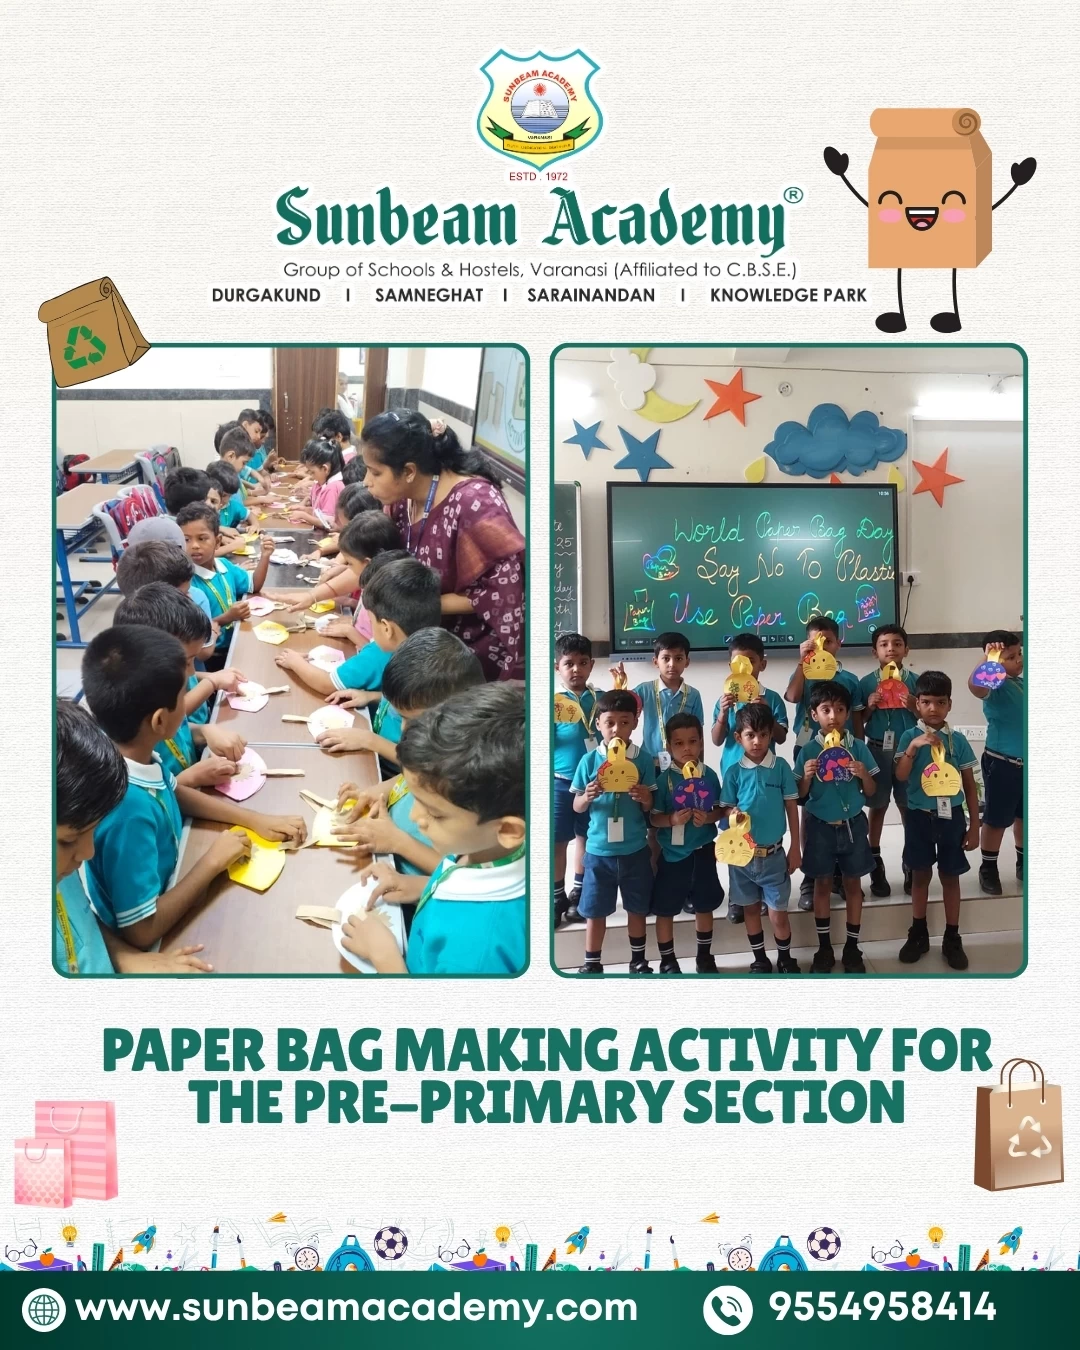 SUNBEAM ACADEMY
VARANASI
ESTD . 1972
Sunbeam Academy®
Group of Schools & Hostels, Varanasi (Affiliated to C.B.S.E.)
DURGAKUND | SAMNEGHAT | SARAINANDAN | KNOWLEDGE PARK
World Paper Bag Day
Say No To Plastic
Use Paper Bag
Paper Bag
PAPER BAG MAKING ACTIVITY FOR
THE PRE-PRIMARY SECTION
www.sunbeamacademy.com
9554958414